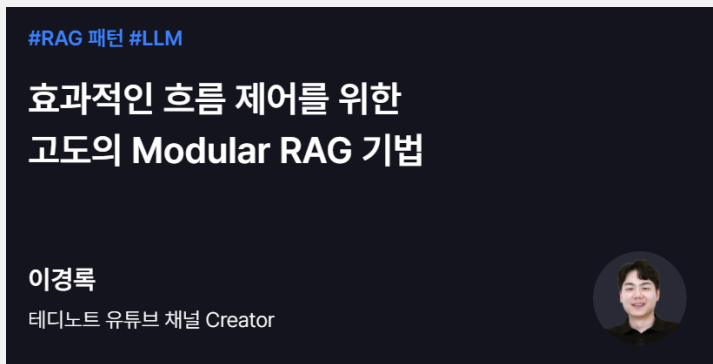 #RAG 패턴 #LLM
효과적인 흐름 제어를 위한
고도의 Modular RAG 기법
이경록
테디노트 유튜브 채널 Creator